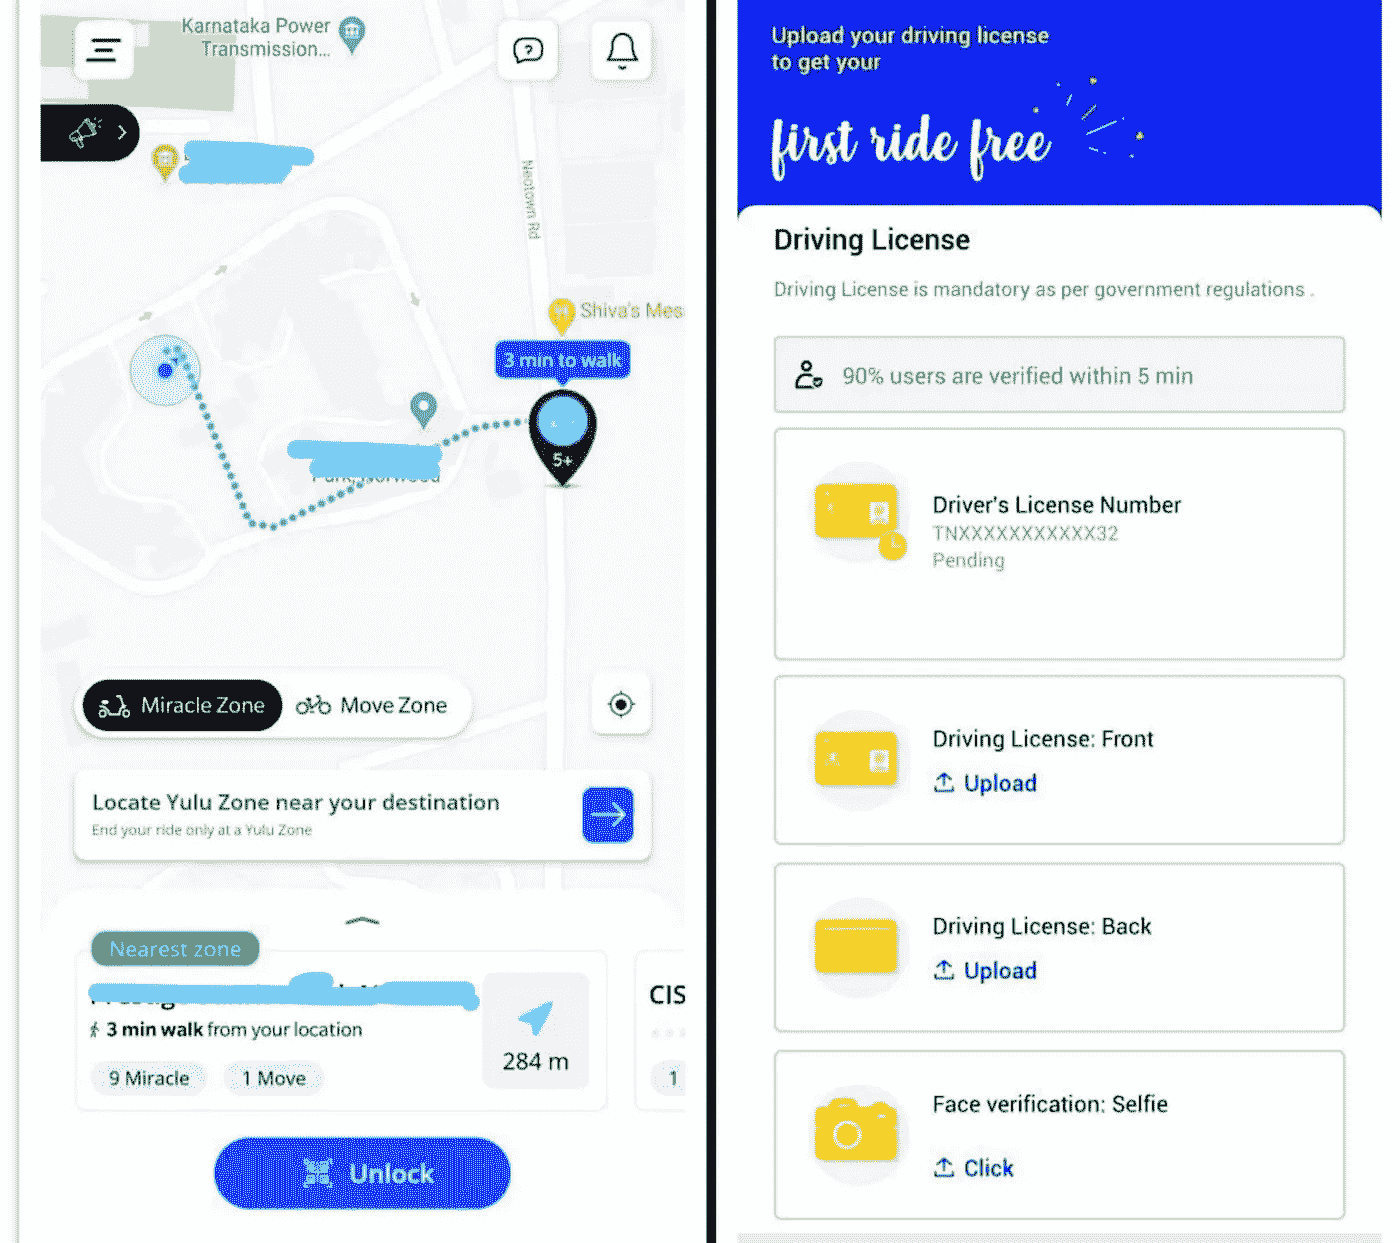 Karnataka Power
Transmission...
Neotown Rd
Shiva's Mes
3 min to walk
5+
Miracle Zone
Move Zone
Locate Yulu Zone near your destination
End your ride only at a Yulu Zone
Nearest zone
CIS
3 min walk from your location
284 m
9 Miracle
1 Move
1
Unlock
Upload your driving license
to get your
first ride free
Driving License
Driving License is mandatory as per government regulations .
90% users are verified within 5 min
Driver's License Number
TNXXXXXXXXXXX32
Pending
Driving License: Front
Upload
Driving License: Back
Upload
Face verification: Selfie
Click